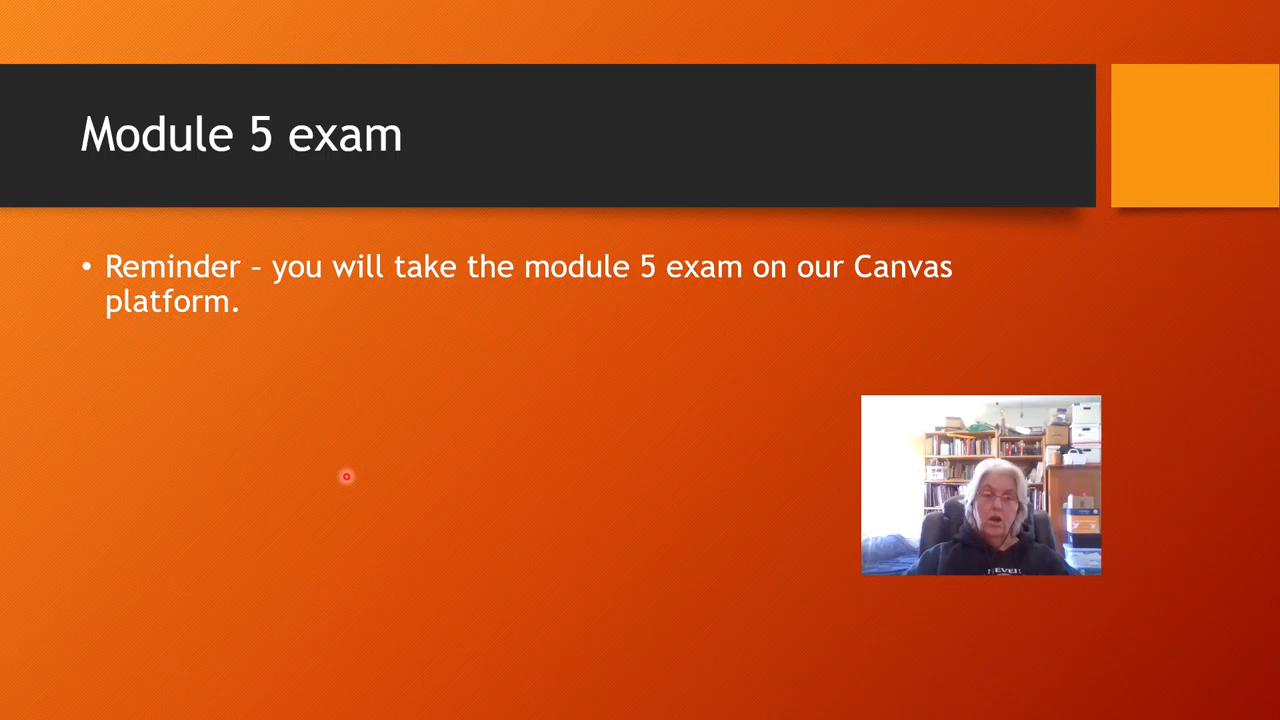 Module 5 exam
• Reminder – you will take the module 5 exam on our Canvas
platform.